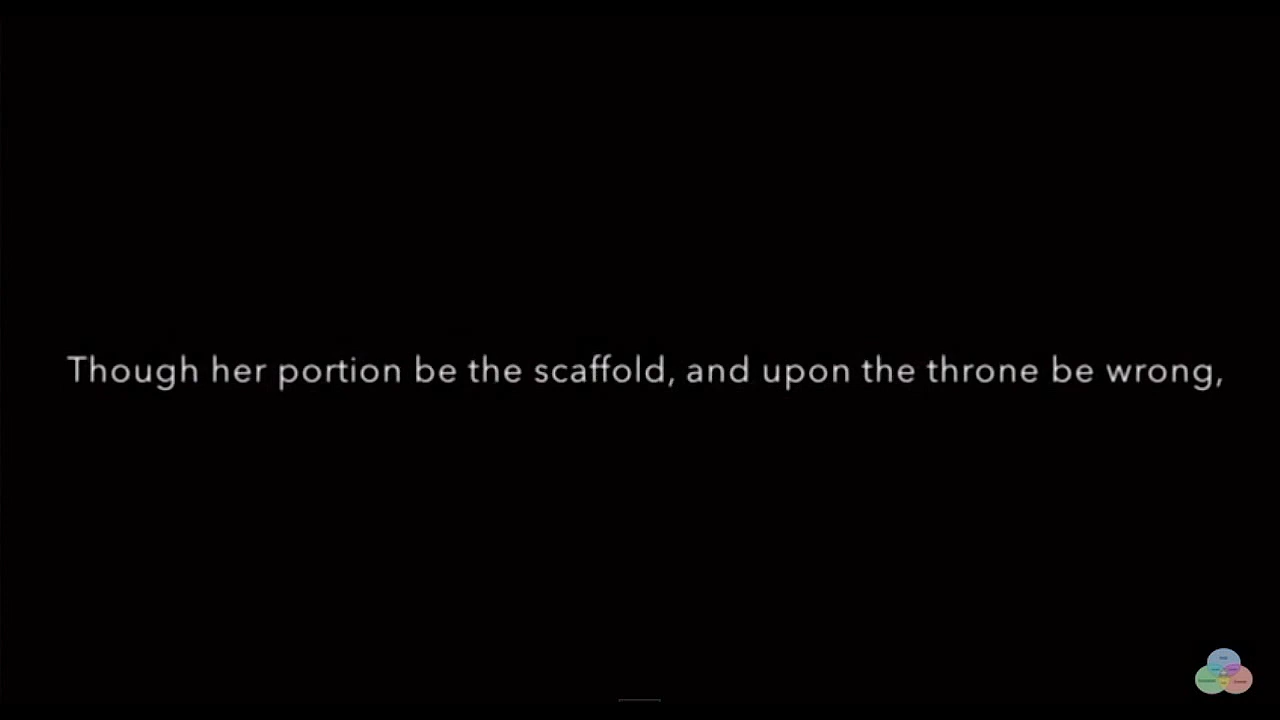 Though her portion be the scaffold, and upon the throne be wrong,